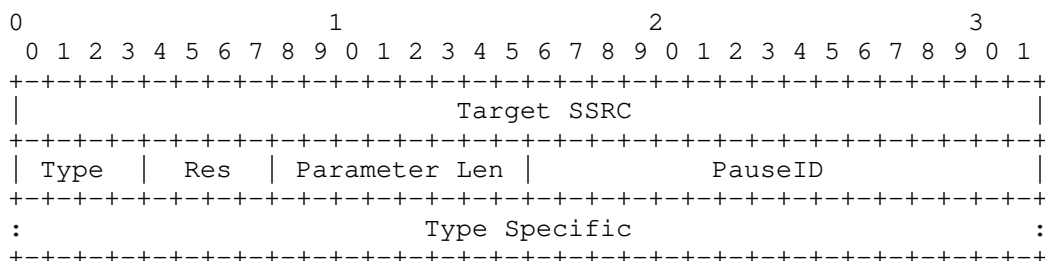 0                   1                   2                   3
 0 1 2 3 4 5 6 7 8 9 0 1 2 3 4 5 6 7 8 9 0 1 2 3 4 5 6 7 8 9 0 1
+-+-+-+-+-+-+-+-+-+-+-+-+-+-+-+-+-+-+-+-+-+-+-+-+-+-+-+-+-+-+-+-+
|                           Target SSRC                         |
+-+-+-+-+-+-+-+-+-+-+-+-+-+-+-+-+-+-+-+-+-+-+-+-+-+-+-+-+-+-+-+-+
| Type  |  Res  | Parameter Len |           PauseID             |
+-+-+-+-+-+-+-+-+-+-+-+-+-+-+-+-+-+-+-+-+-+-+-+-+-+-+-+-+-+-+-+-+
:                         Type Specific                         :
+-+-+-+-+-+-+-+-+-+-+-+-+-+-+-+-+-+-+-+-+-+-+-+-+-+-+-+-+-+-+-+-+